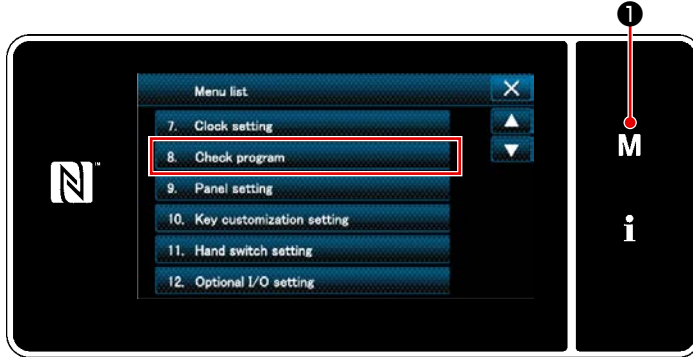 ❶
Menu list
7. Clock setting
8. Check program
9. Panel setting
10. Key customization setting
11. Hand switch setting
12. Optional I/O setting
N™
M
i